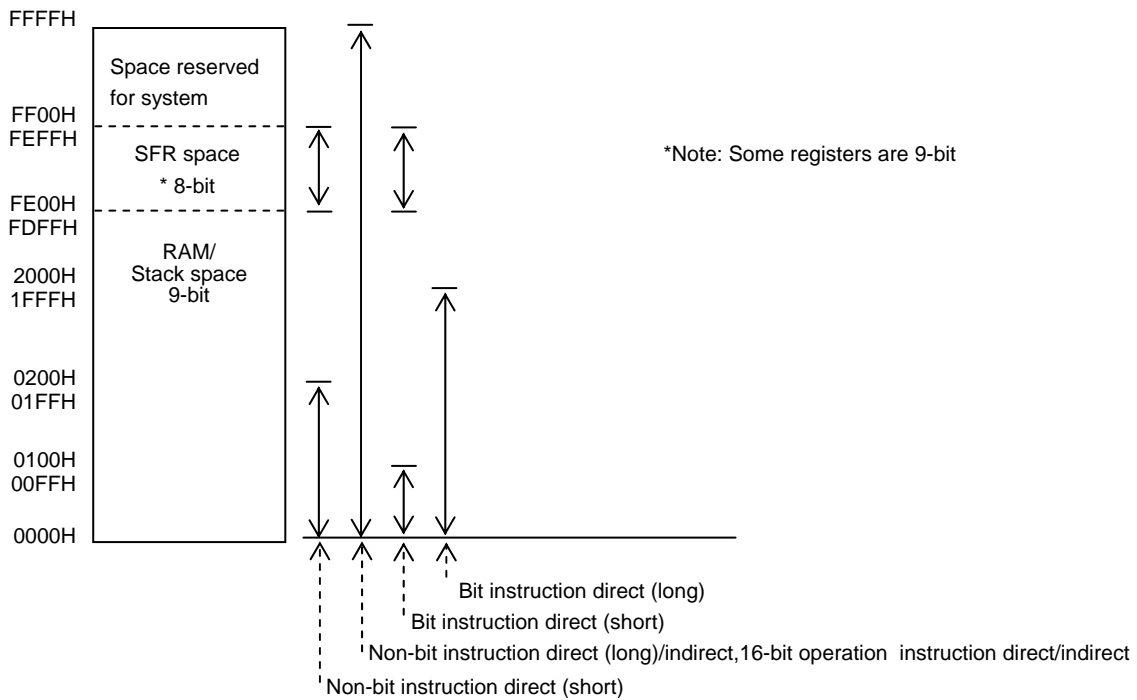 FFFFH
Space reserved
for system
FF00H
FEFFH
SFR space
* 8-bit
*Note: Some registers are 9-bit
FE00H
FDFFH
RAM/
Stack space
9-bit
2000H
1FFFH
0200H
01FFH
0100H
00FFH
0000H
Bit instruction direct (long)
Bit instruction direct (short)
Non-bit instruction direct (long)/indirect,16-bit operation instruction direct/indirect
Non-bit instruction direct (short)